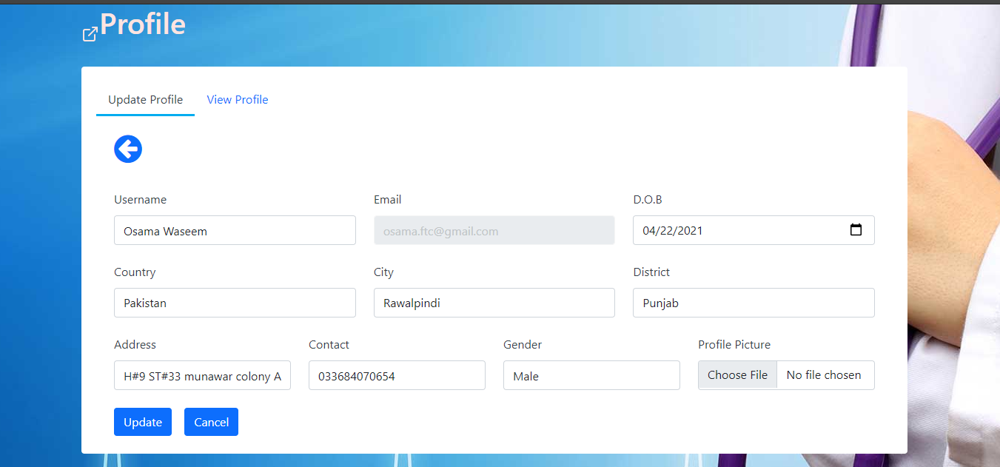 Profile
Update Profile View Profile
Username Email D.O.B
Osama Waseem osama.ftc@gmail.com 04/22/2021
Country City District
Pakistan Rawalpindi Punjab
Address Contact Gender Profile Picture
H#9 ST#33 munawar colony A 033684070654 Male Choose File No file chosen
Update Cancel